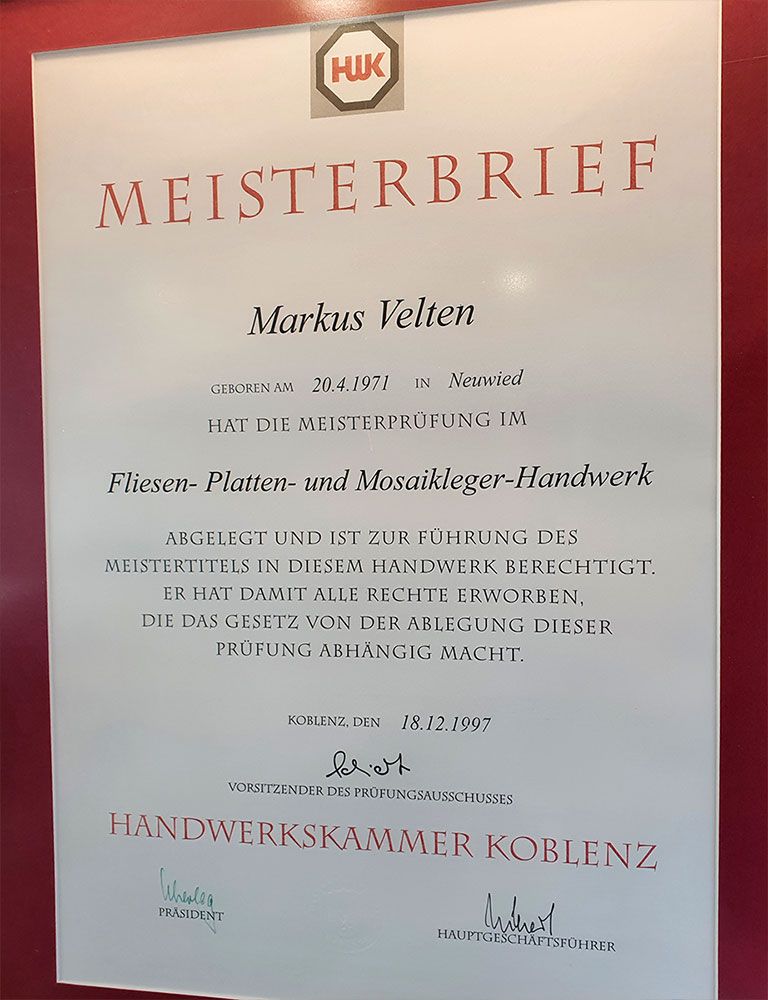 HWK
MEISTERBRIEF
Markus Velten
GEBOREN AM 20.4.1971 IN Neuwied
HAT DIE MEISTERPRÜFUNG IM
Fliesen- Platten- und Mosaikleger-Handwerk
ABGELEGT UND IST ZUR FÜHRUNG DES
MEISTERTITELS IN DIESEM HANDWERK BERECHTIGT.
ER HAT DAMIT ALLE RECHTE ERWORBEN,
DIE DAS GESETZ VON DER ABLEGUNG DIESER
PRÜFUNG ABHÄNGIG MACHT.
KOBLENZ, DEN 18.12.1997
VORSITZENDER DES PRÜFUNGSAUSSCHUSSES
HANDWERKSKAMMER KOBLENZ
PRÄSIDENT
HAUPTGESCHÄFTSFÜHRER